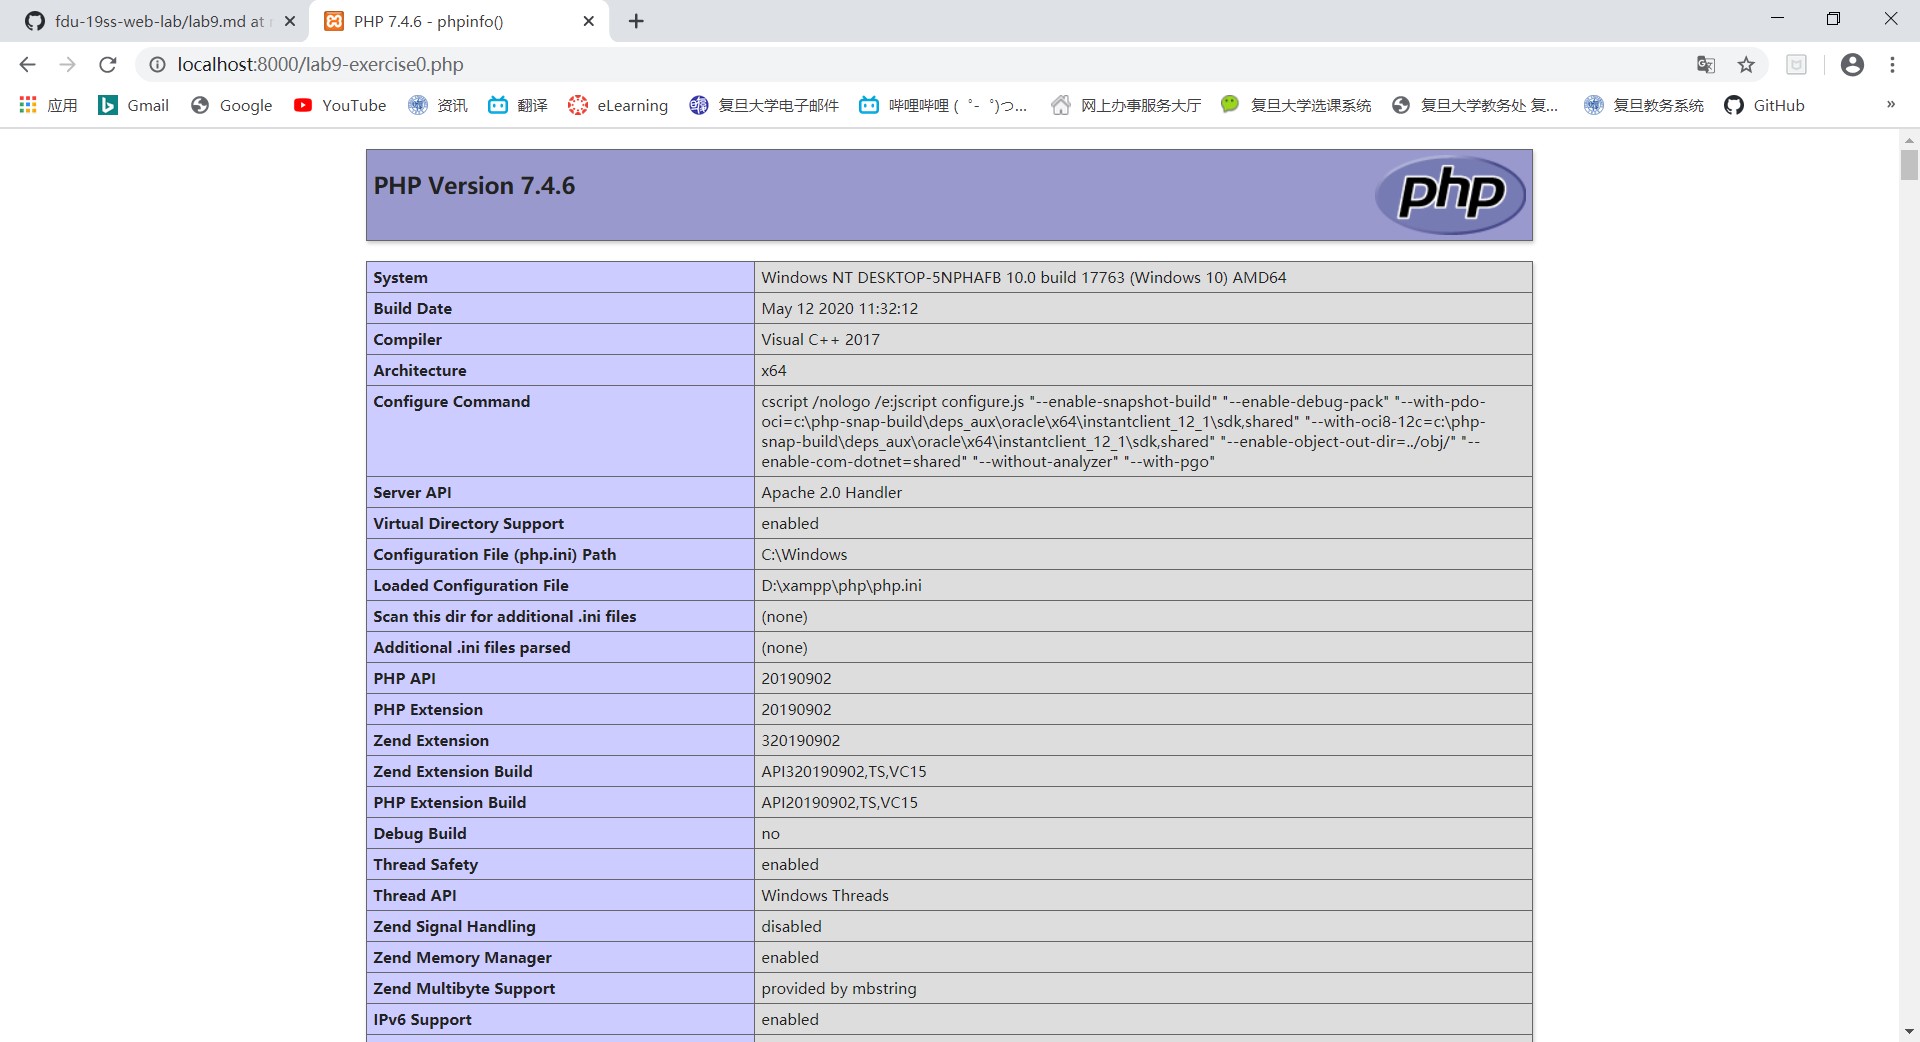 fdu-19ss-web-lab/lab9.md at
PHP 7.4.6 - phpinfo()
localhost:8000/lab9-exercise0.php
应用 Gmail Google YouTube 资讯 翻译 eLearning 复旦大学电子邮件 哔哩哔哩 ( ゜- ゜)つ... 网上办事服务大厅 复旦大学选课系统 复旦大学教务处 复... 复旦教务系统 GitHub »
PHP Version 7.4.6
php
System Windows NT DESKTOP-5NPHAFB 10.0 build 17763 (Windows 10) AMD64
Build Date May 12 2020 11:32:12
Compiler Visual C++ 2017
Architecture x64
Configure Command cscript /nologo /e:jscript configure.js "--enable-snapshot-build" "--enable-debug-pack" "--with-pdo-
oci=c:\php-snap-build\deps_aux\oracle\x64\instantclient_12_1\sdk,shared" "--with-oci8-12c=c:\php-
snap-build\deps_aux\oracle\x64\instantclient_12_1\sdk,shared" "--enable-object-out-dir=../obj/" "--
enable-com-dotnet=shared" "--without-analyzer" "--with-pgo"
Server API Apache 2.0 Handler
Virtual Directory Support enabled
Configuration File (php.ini) Path C:\Windows
Loaded Configuration File D:\xampp\php\php.ini
Scan this dir for additional .ini files (none)
Additional .ini files parsed (none)
PHP API 20190902
PHP Extension 20190902
Zend Extension 320190902
Zend Extension Build API320190902,TS,VC15
PHP Extension Build API20190902,TS,VC15
Debug Build no
Thread Safety enabled
Thread API Windows Threads
Zend Signal Handling disabled
Zend Memory Manager enabled
Zend Multibyte Support provided by mbstring
IPv6 Support enabled